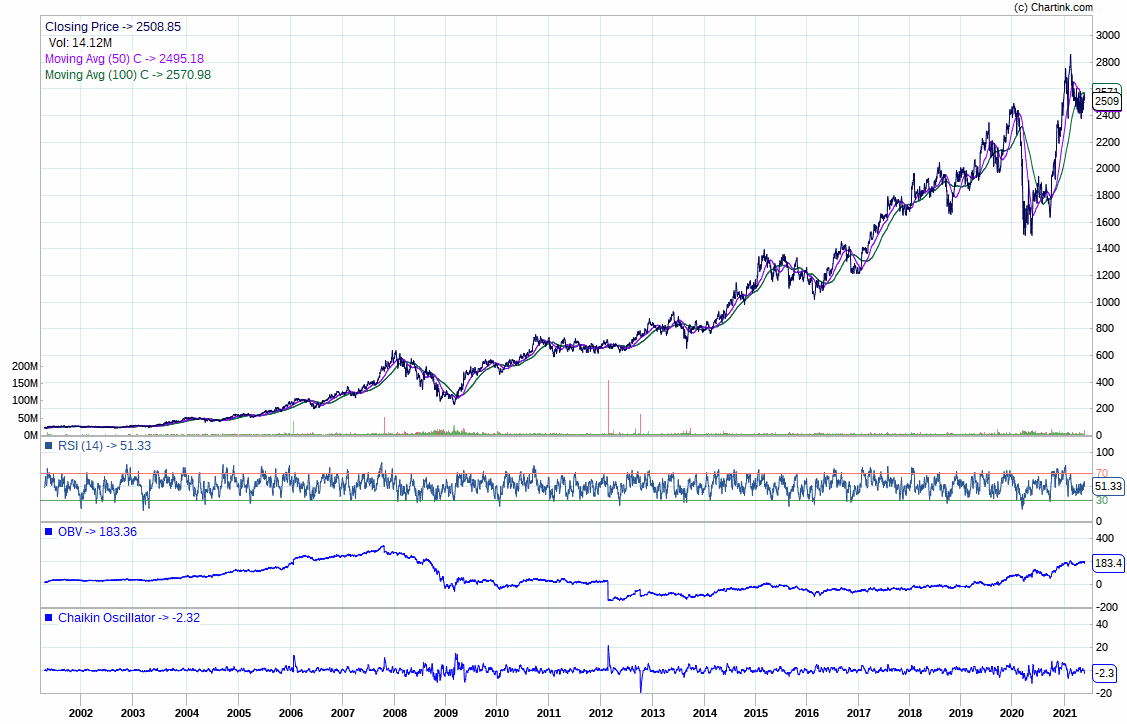 (c) Chartink.com
Closing Price -> 2508.85
Vol: 14.12M
Moving Avg (50) C -> 2495.18
Moving Avg (100) C -> 2570.98
3000
2800
2571
2509
2400
2200
2000
1800
1600
1400
1200
1000
800
600
400
200
0
200M
150M
100M
50M
0M
RSI (14) -> 51.33
100
70
51.33
30
0
OBV -> 183.36
400
183.4
0
-200
Chaikin Oscillator -> -2.32
40
20
-2.3
-20
2002 2003 2004 2005 2006 2007 2008 2009 2010 2011 2012 2013 2014 2015 2016 2017 2018 2019 2020 2021